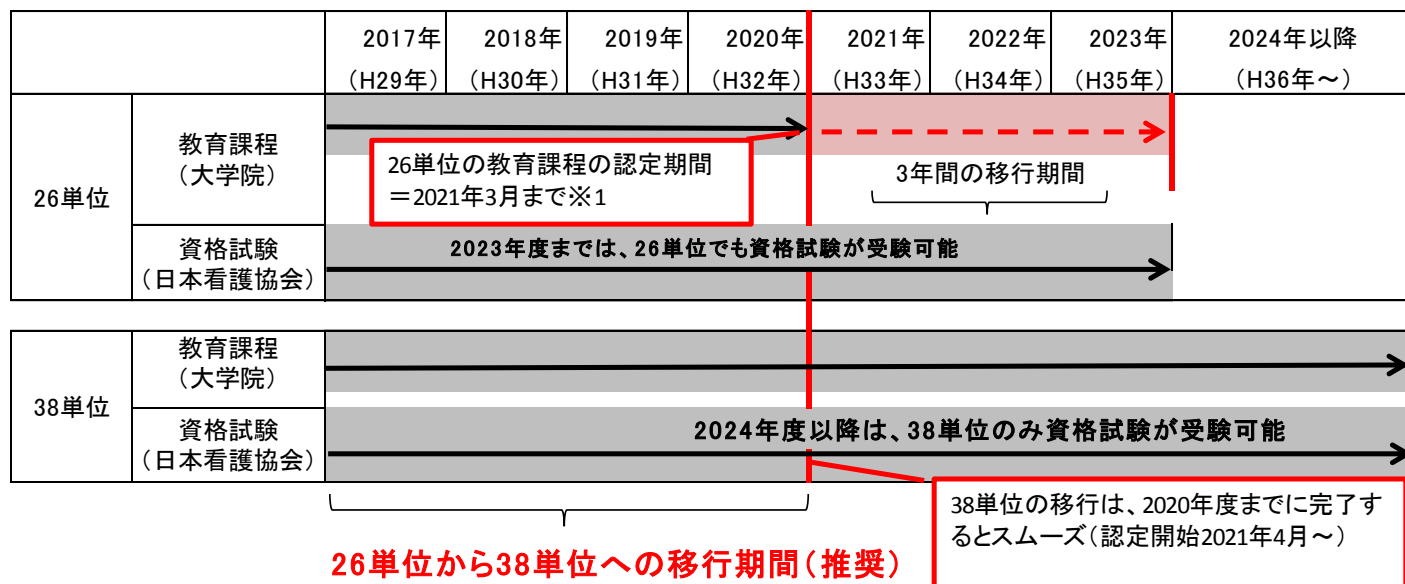 2017年 2018年 2019年 2020年 2021年 2022年 2023年 2024年以降
（H29年） （H30年） （H31年） （H32年） （H33年） （H34年） （H35年） （H36年～）
26単位
教育課程
（大学院）
26単位の教育課程の認定期間
＝2021年3月まで※1
3年間の移行期間
資格試験
（日本看護協会）
2023年度までは、26単位でも資格試験が受験可能
38単位
教育課程
（大学院）
資格試験
（日本看護協会）
2024年度以降は、38単位のみ資格試験が受験可能
38単位の移行は、2020年度までに完了す
るとスムーズ（認定開始2021年4月～）
26単位から38単位への移行期間（推奨）